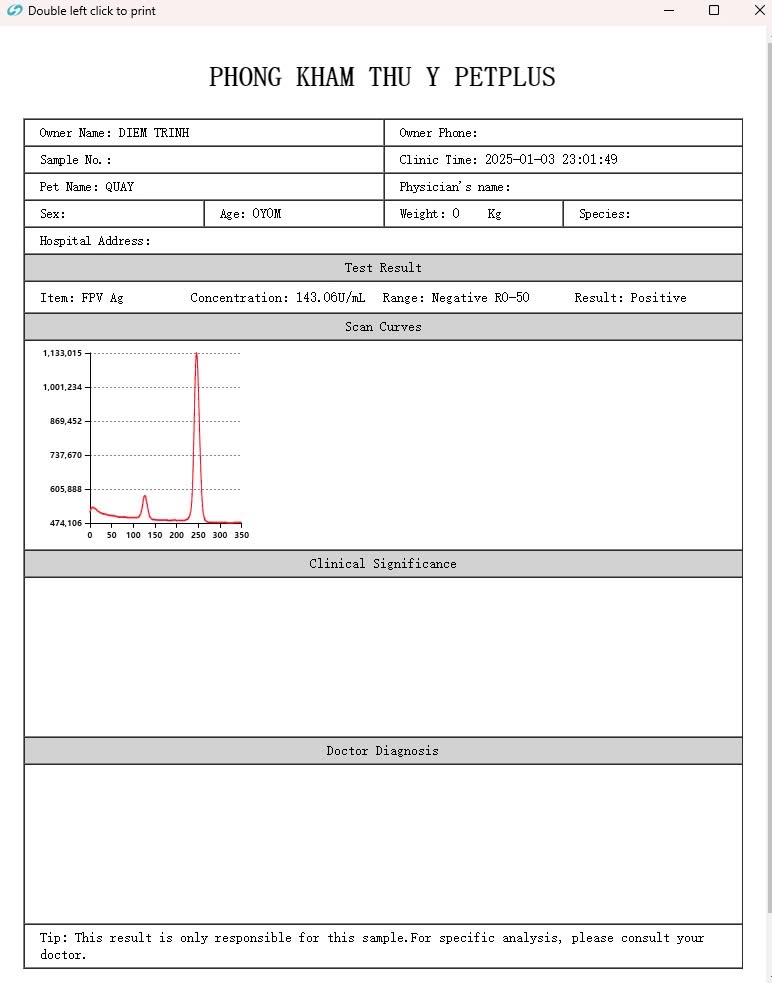 Double left click to print
PHONG KHAM THU Y PETPLUS
Owner Name: DIEM TRINH
Owner Phone:
Sample No.:
Clinic Time: 2025-01-03 23:01:49
Pet Name: QUAY
Physician's name:
Sex:
Age: 0Y0M
Weight: 0 Kg
Species:
Hospital Address:
Test Result
Item: FPV Ag
Concentration: 143.06U/mL
Range: Negative R0-50
Result: Positive
Scan Curves
1,133,015
1,001,234
869,452
737,670
605,888
474,106
0 50 100 150 200 250 300 350
Clinical Significance
Doctor Diagnosis
Tip: This result is only responsible for this sample.For specific analysis, please consult your
doctor.